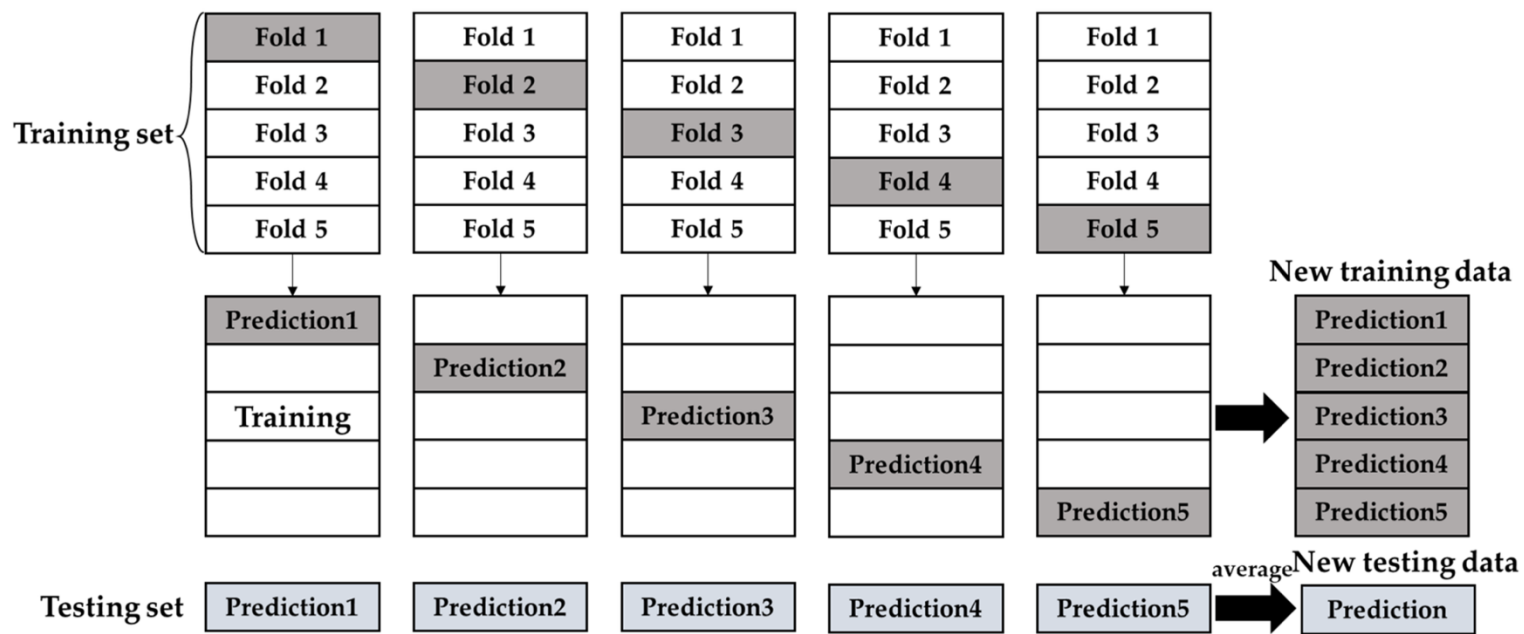 Fold 1 Fold 1 Fold 1 Fold 1 Fold 1
Fold 2 Fold 2 Fold 2 Fold 2 Fold 2
Training set Fold 3 Fold 3 Fold 3 Fold 3 Fold 3
Fold 4 Fold 4 Fold 4 Fold 4 Fold 4
Fold 5 Fold 5 Fold 5 Fold 5 Fold 5
New training data
Prediction1 Prediction1
Prediction2 Prediction2
Training Prediction3 Prediction3
Prediction4 Prediction4
Prediction5 Prediction5
average New testing data
Testing set Prediction1 Prediction2 Prediction3 Prediction4 Prediction5 Prediction